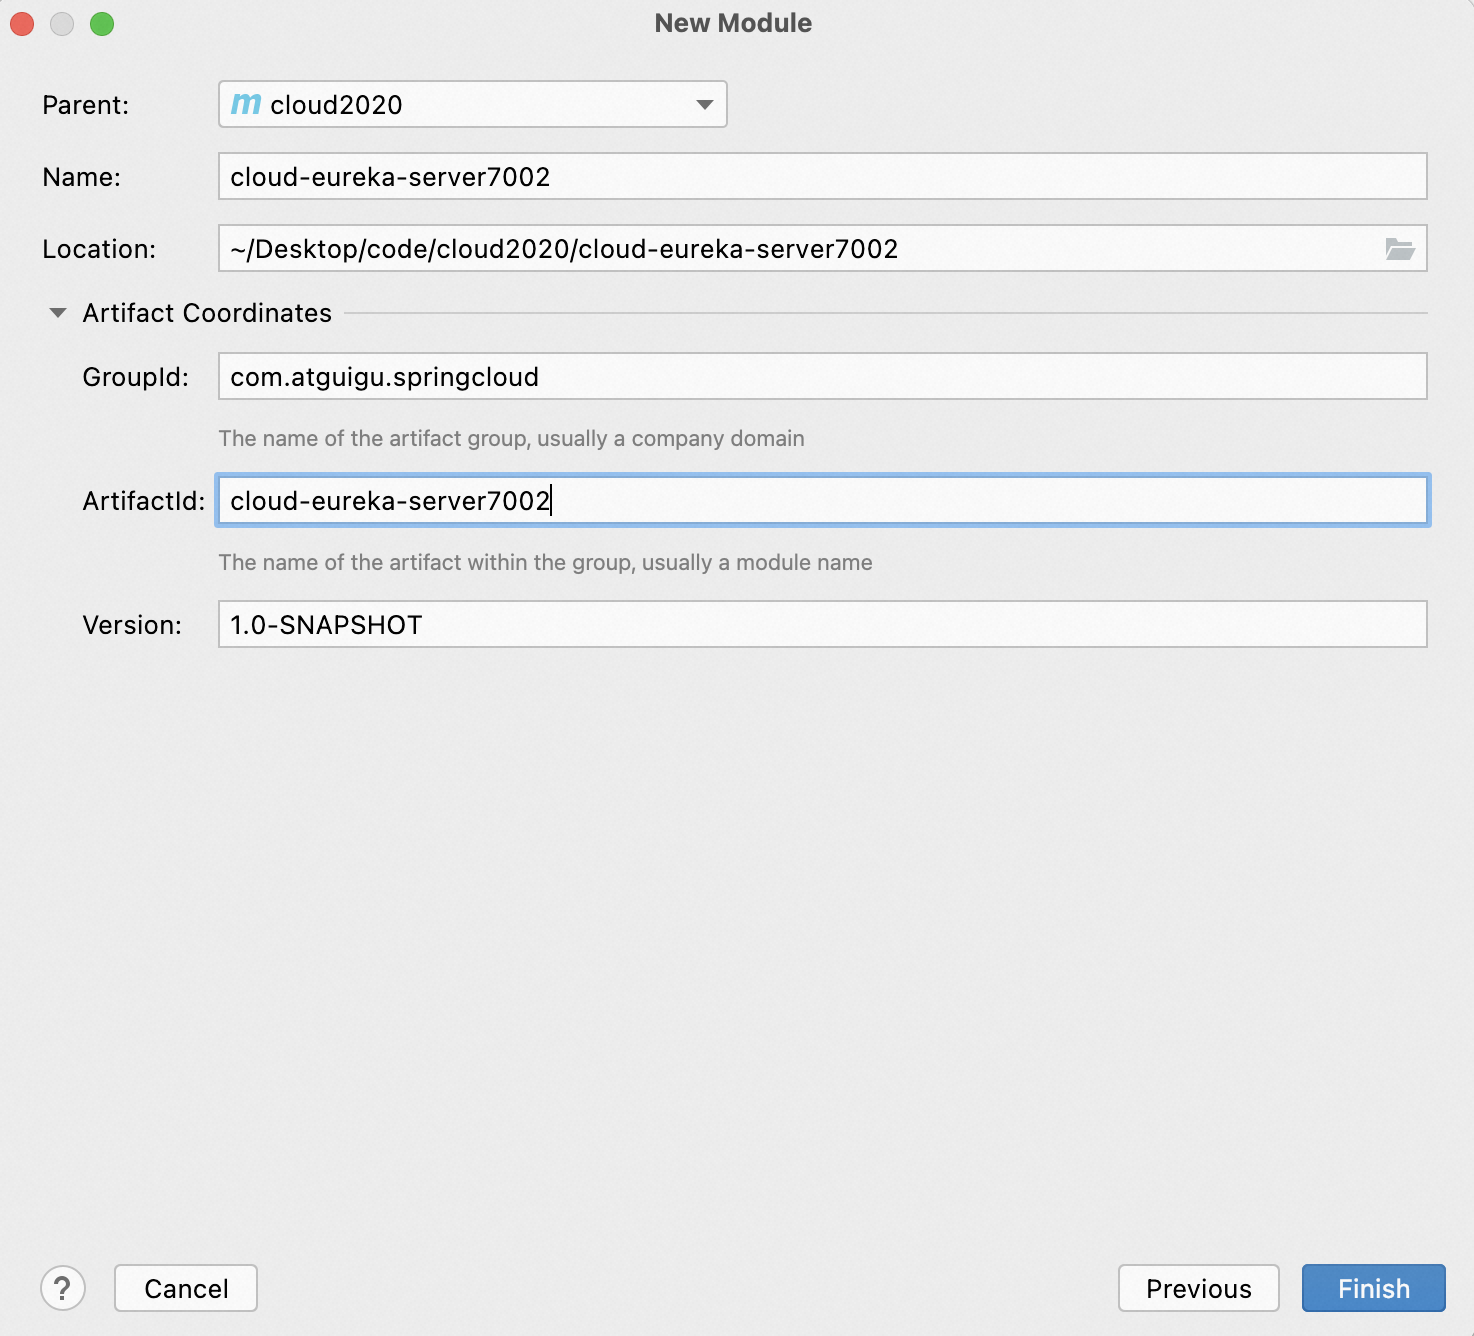 New Module
Parent: m cloud2020
Name: cloud-eureka-server7002
Location: ~/Desktop/code/cloud2020/cloud-eureka-server7002
Artifact Coordinates
GroupId: com.atguigu.springcloud
The name of the artifact group, usually a company domain
ArtifactId: cloud-eureka-server7002
The name of the artifact within the group, usually a module name
Version: 1.0-SNAPSHOT
? Cancel Previous Finish